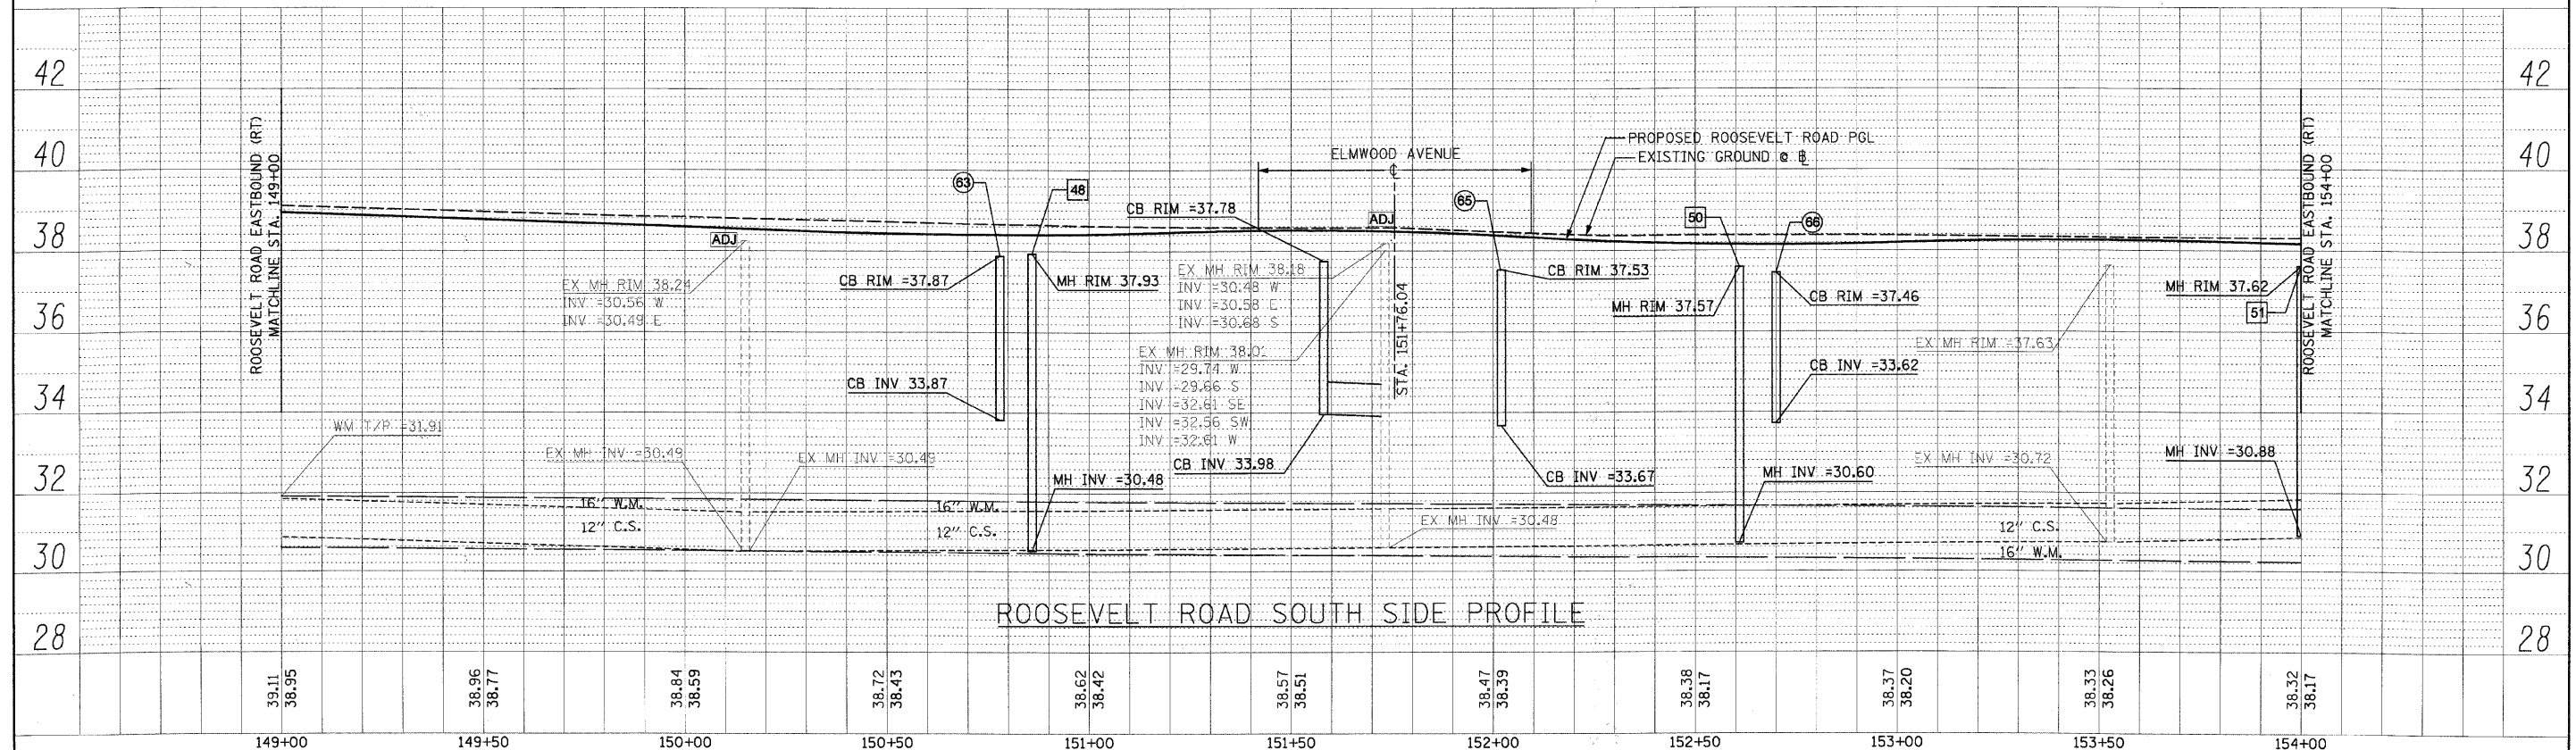 42
40
38
36
34
32
30
28
42
40
38
36
34
32
30
28
ROOSEVELT ROAD EASTBOUND (RT)
MATCHLINE STA. 149+00
WM T/P =31.91
EX MH RIM 38.24
INV =30.56 W
INV =30.49 E
ADJ
EX MH INV =30.49
EX MH INV =30.49
16" W.M.
12" C.S.
63
CB RIM =37.87
CB INV 33.87
48
MH RIM 37.93
MH INV =30.48
16" W.M.
12" C.S.
CB RIM =37.78
EX MH RIM 38.18
INV =30.48 W
INV =30.58 E
INV =30.68 S
EX MH RIM 38.01
INV =29.74 W
INV =29.66 S
INV =32.61 SE
INV =32.56 SW
INV =32.61 W
CB INV 33.98
ELMWOOD AVENUE
ADJ
STA. 151+76.04
EX MH INV =30.48
65
CB RIM 37.53
CB INV =33.67
PROPOSED ROOSEVELT ROAD PGL
EXISTING GROUND @ ℄
50
MH RIM 37.57
MH INV =30.60
66
CB RIM =37.46
CB INV =33.62
EX MH RIM =37.63
EX MH INV =30.72
12" C.S.
16" W.M.
MH RIM 37.62
51
MH INV =30.88
ROOSEVELT ROAD EASTBOUND (RT)
MATCHLINE STA. 154+00
ROOSEVELT ROAD SOUTH SIDE PROFILE
39.11
38.95
38.96
38.77
38.84
38.59
38.72
38.43
38.62
38.42
38.57
38.51
38.47
38.39
38.38
38.17
38.37
38.20
38.33
38.26
38.32
38.17
149+00
149+50
150+00
150+50
151+00
151+50
152+00
152+50
153+00
153+50
154+00